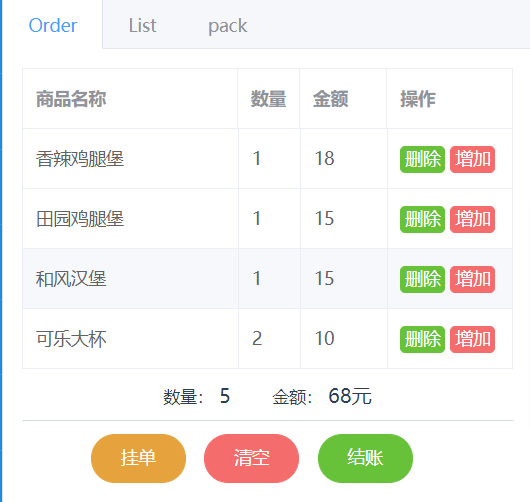 Order List pack
商品名称 数量 金额 操作
香辣鸡腿堡 1 18 删除 增加
田园鸡腿堡 1 15 删除 增加
和风汉堡 1 15 删除 增加
可乐大杯 2 10 删除 增加
数量： 5 金额： 68元
挂单 清空 结账